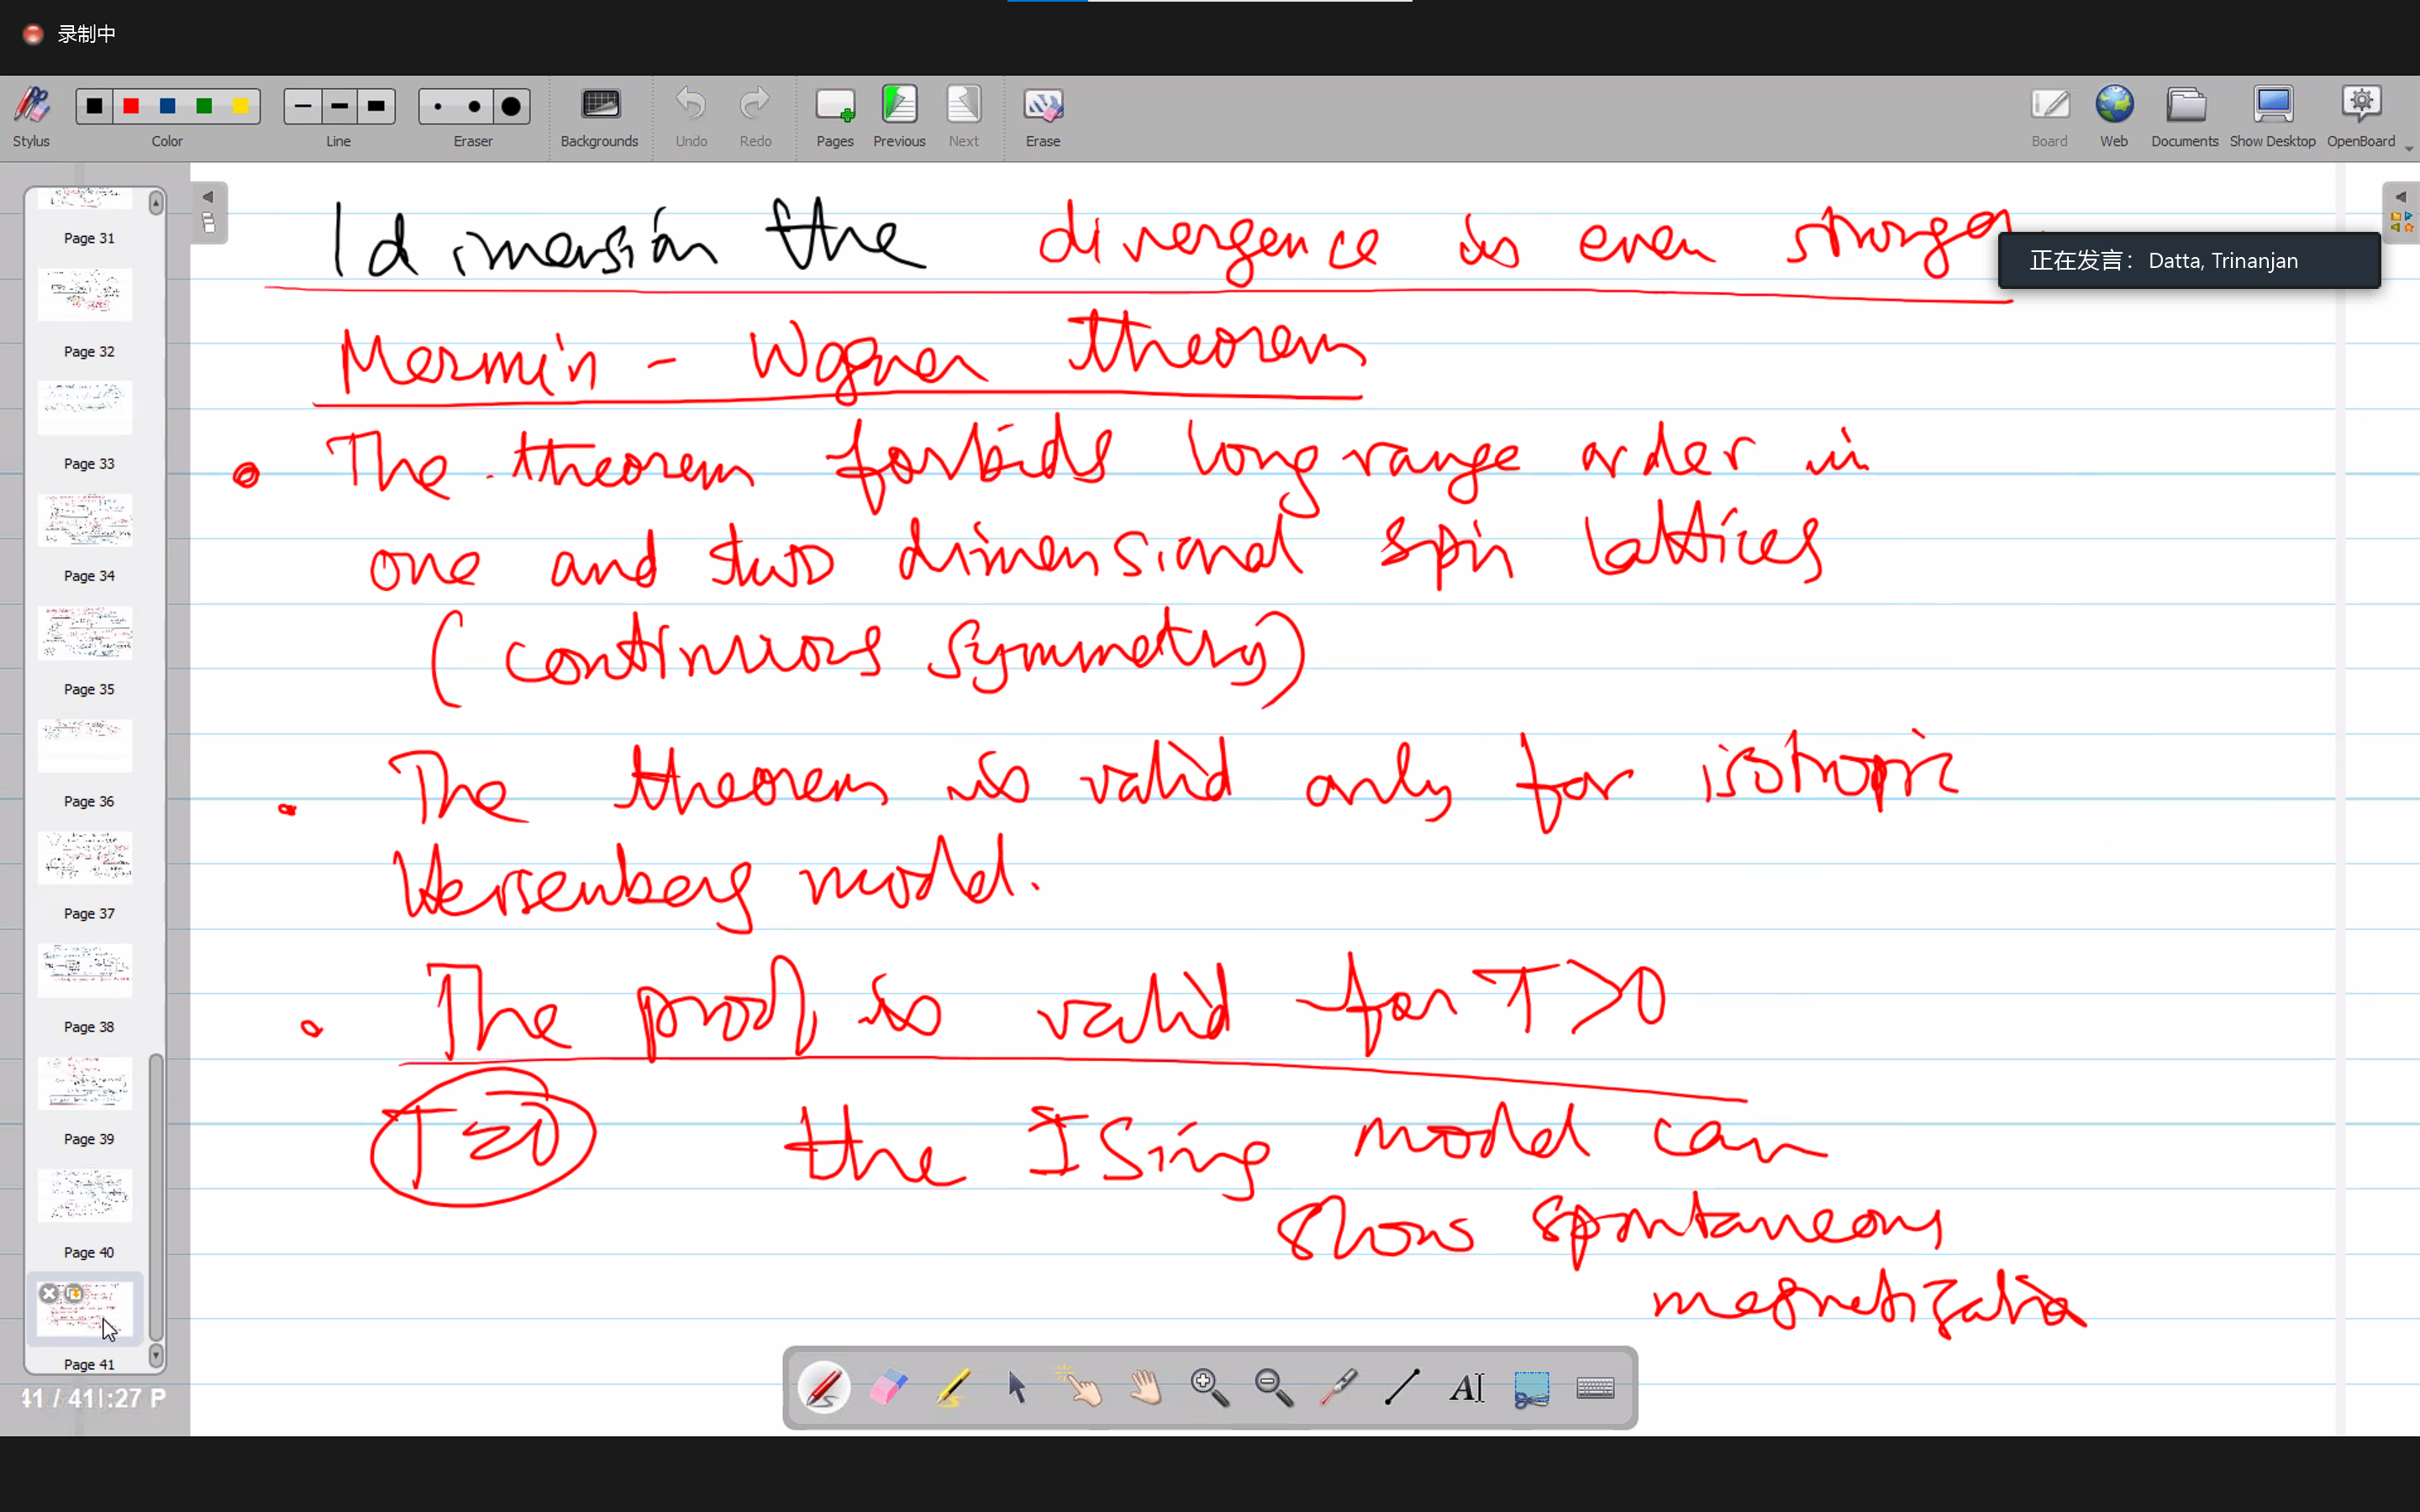 录制中
Stylus
Color
Line
Eraser
Backgrounds
Undo
Redo
Pages
Previous
Next
Erase
Board
Web
Documents
Show Desktop
OpenBoard
正在发言: Datta, Trinanjan
Page 31
Page 32
Page 33
Page 34
Page 35
Page 36
Page 37
Page 38
Page 39
Page 40
Page 41
41 / 41
:27 P
1dimension the divergence is even stronger
Mermin - Wagner theorem
• The theorem forbids long range order in
one and two dimensional spin lattices
(continuous symmetry)
• The theorem is valid only for isotropic
Heisenberg model.
• The proof is valid for T>0
T=0 the Ising model can
show spontaneous
magnetization